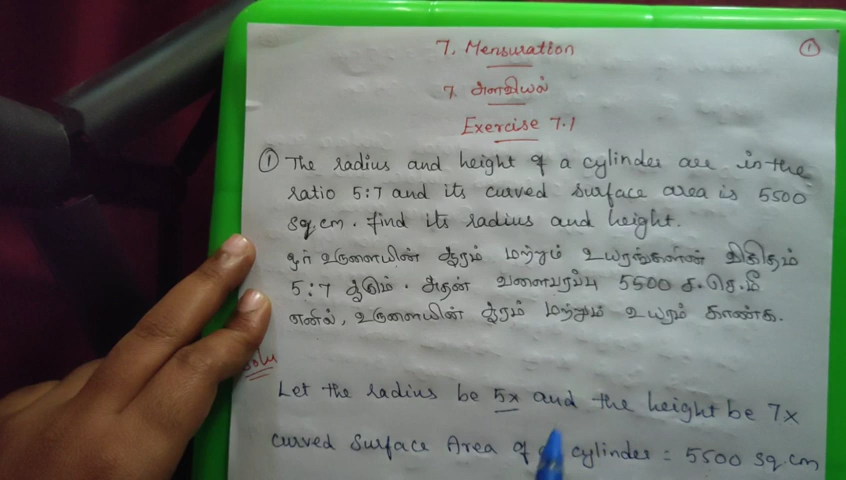 7. Mensuration
①
7. அளவியல்
Exercise 7.1
① The radius and height of a cylinder are in the
ratio 5:7 and its curved surface area is 5500
sq.cm. find its radius and height.
ஓர் உருளையின் ஆரம் மற்றும் உயரங்களின் விகிதம்
5:7 ஆகும். அதன் வளைபரப்பு 5500 ச.செ.மீ
எனில், உருளையின் ஆரம் மற்றும் உயரம் காண்க.
Solu
Let the radius be 5x and the height be 7x
curved Surface Area of cylinder = 5500 sq.cm